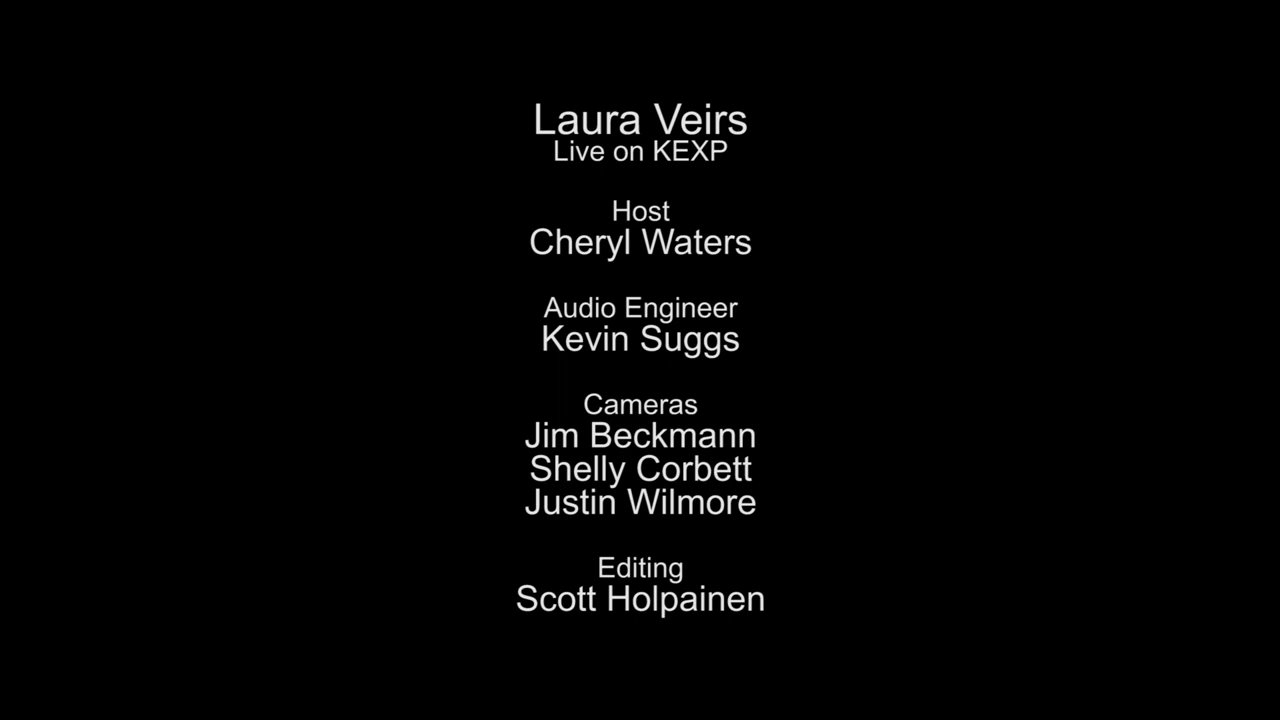 Laura Veirs
Live on KEXP
Host
Cheryl Waters
Audio Engineer
Kevin Suggs
Cameras
Jim Beckmann
Shelly Corbett
Justin Wilmore
Editing
Scott Holpainen